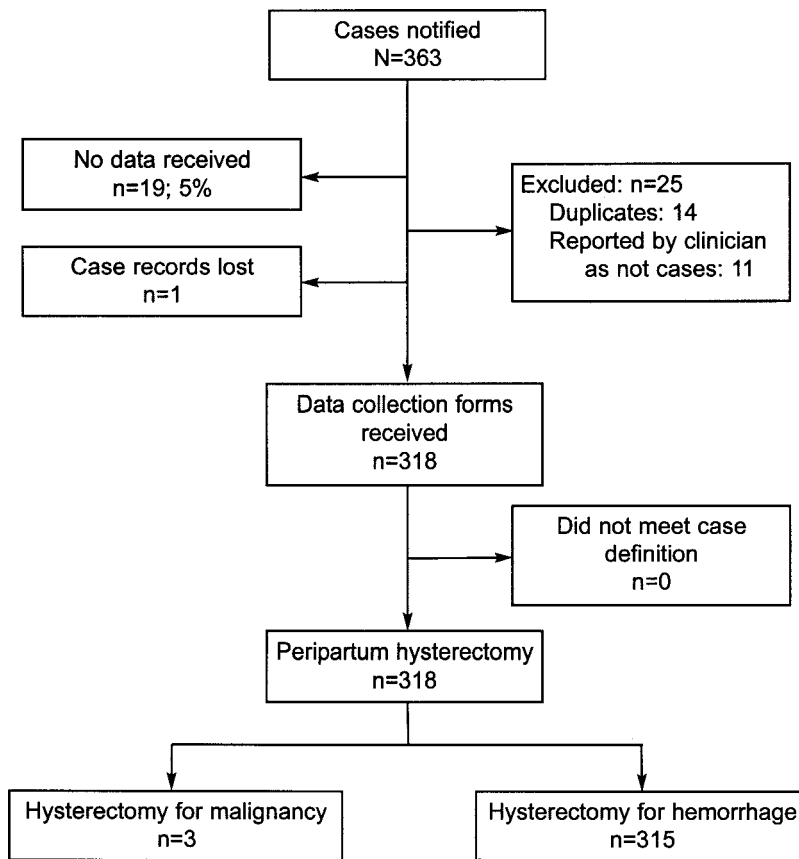 Cases notified
N=363
No data received
n=19; 5%
Excluded: n=25
Duplicates: 14
Reported by clinician
as not cases: 11
Case records lost
n=1
Data collection forms
received
n=318
Did not meet case
definition
n=0
Peripartum hysterectomy
n=318
Hysterectomy for malignancy
n=3
Hysterectomy for hemorrhage
n=315